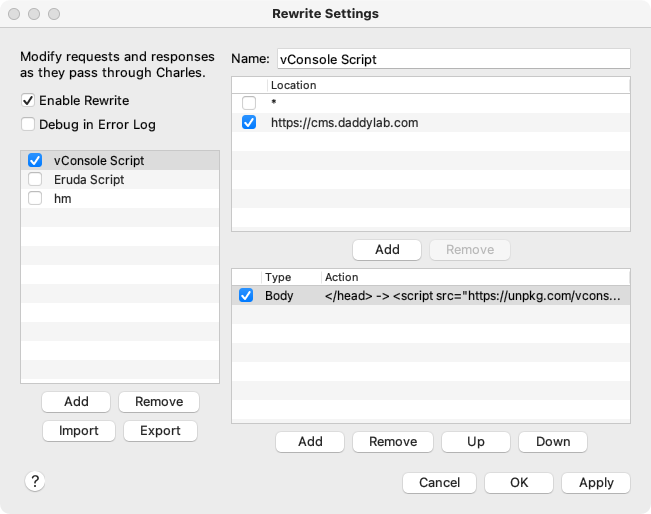 Rewrite Settings
Modify requests and responses
as they pass through Charles.
Enable Rewrite
Debug in Error Log
vConsole Script
Eruda Script
hm
Add Remove
Import Export
Name: vConsole Script
Location
*
https://cms.daddylab.com
Add Remove
Type Action
Body </head> -> <script src="https://unpkg.com/vcons...
Add Remove Up Down
? Cancel OK Apply